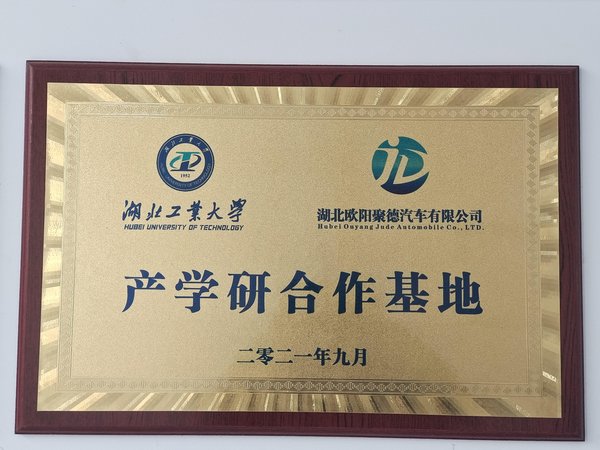 1952
湖北工业大学
HUBEI UNIVERSITY OF TECHNOLOGY
湖北欧阳聚德汽车有限公司
Hubei Ouyang Jude Automobile Co., LTD.
产学研合作基地
二零二一年九月